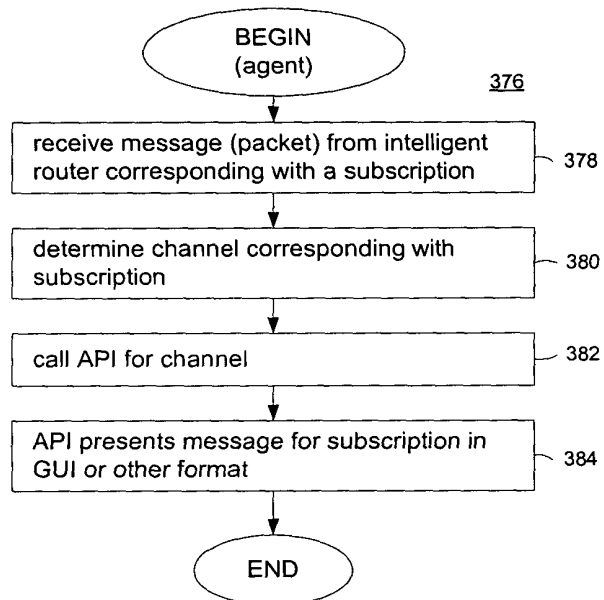 BEGIN
(agent)
376
receive message (packet) from intelligent
router corresponding with a subscription
378
determine channel corresponding with
subscription
380
call API for channel
382
API presents message for subscription in
GUI or other format
384
END